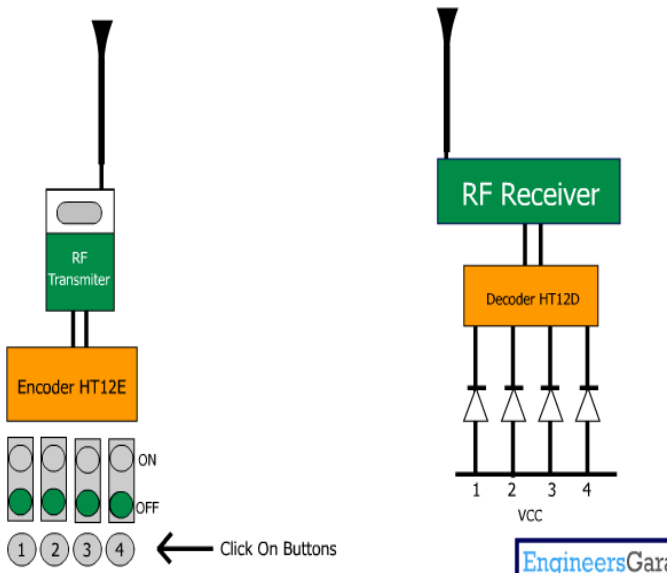 RF
Transmiter
Encoder HT12E
ON
OFF
1 2 3 4
Click On Buttons
RF Receiver
Decoder HT12D
1 2 3 4
VCC